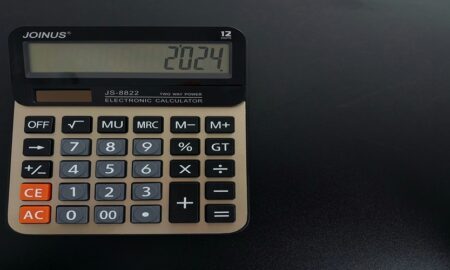 JOINUS®
12
2024.
JS-8822
TWO WAY POWER
ELECTRONIC CALCULATOR
OFF √ MU MRC M− M+
→ 7 8 9 % GT
+/− 4 5 6 × ÷
CE 1 2 3 + −
AC 0 00 • =